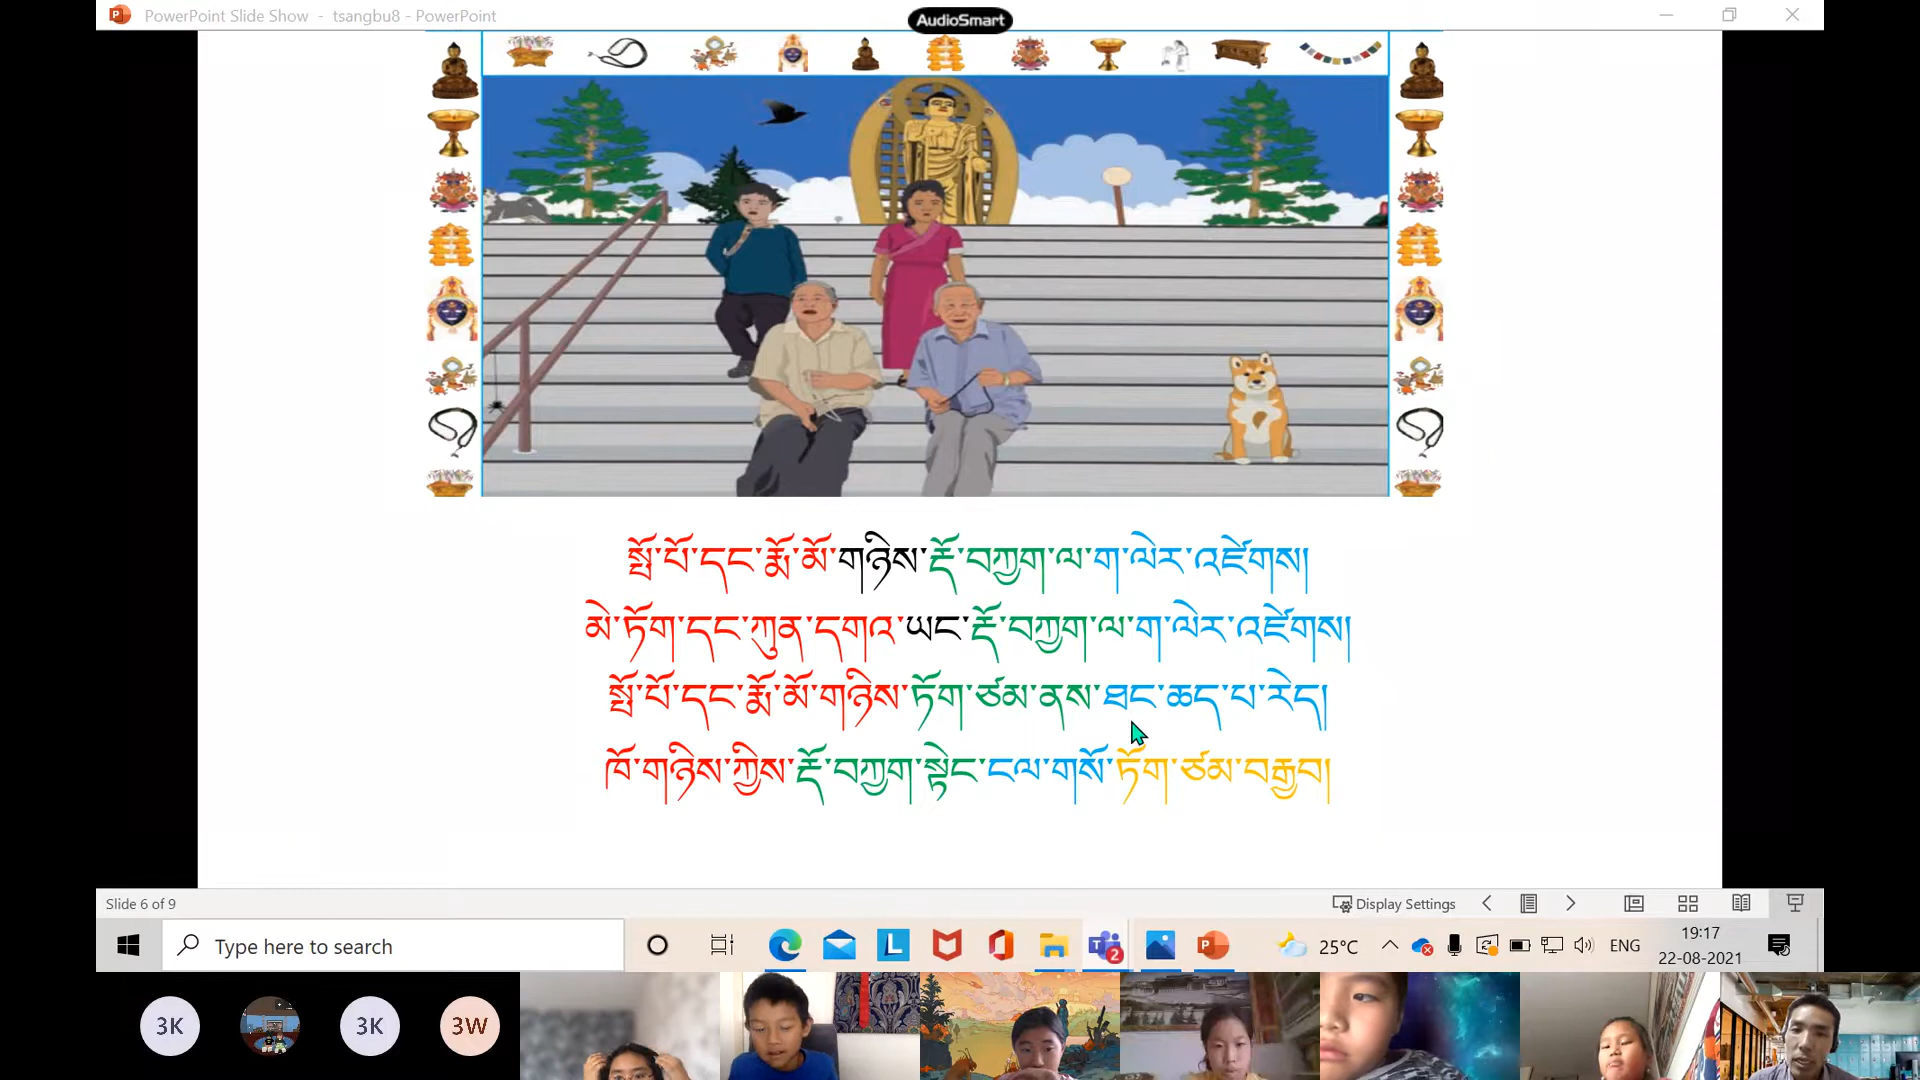 PowerPoint Slide Show - tsangbu8 - PowerPoint
AudioSmart
སྤོ་པོ་དང་རྨོ་མོ་གཉིས་རྡོ་བཀྱག་ལ་ག་ལེར་འཛེགས།
མེ་ཏོག་དང་ཀུན་དགའ་ཡང་རྡོ་བཀྱག་ལ་ག་ལེར་འཛེགས།
སྤོ་པོ་དང་རྨོ་མོ་གཉིས་ཏོག་ཙམ་ནས་ཐང་ཆད་པ་རེད།
ཁོ་གཉིས་ཀྱིས་རྡོ་བཀྱག་སྟེང་ངལ་གསོ་ཏོག་ཙམ་བརྒྱབ།
Slide 6 of 9
Display Settings
Type here to search
L
2
25°C
ENG
19:17
22-08-2021
3K
3K
3W